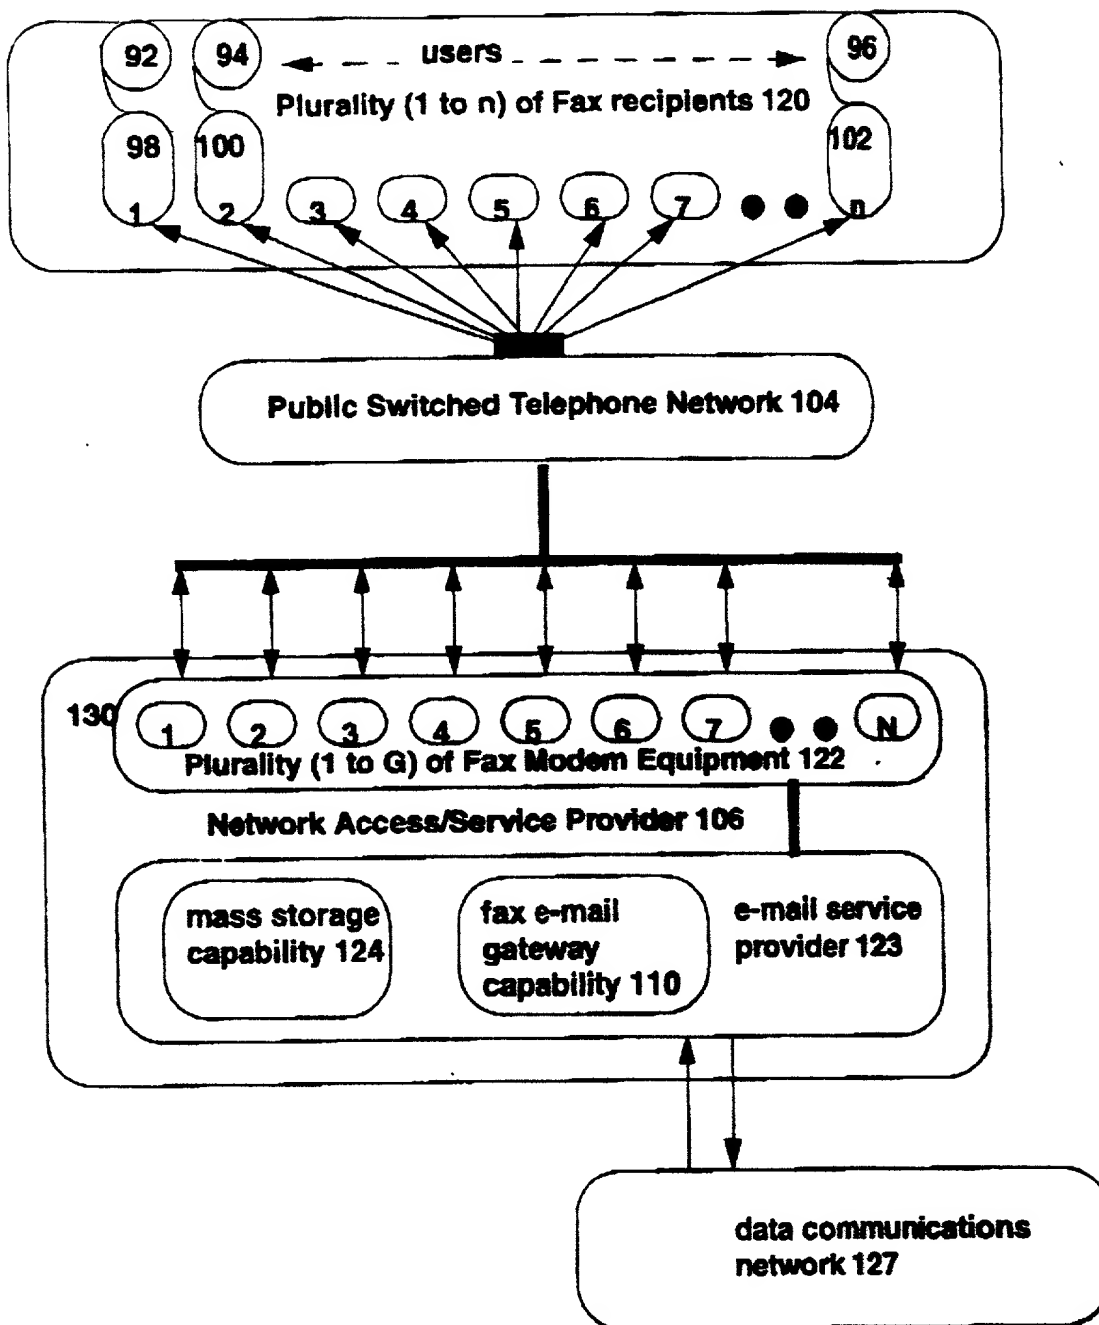 92 94 users 96
Plurality (1 to n) of Fax recipients 120
98 100 102
1 2 3 4 5 6 7 n
Public Switched Telephone Network 104
130
1 2 3 4 5 6 7 N
Plurality (1 to G) of Fax Modem Equipment 122
Network Access/Service Provider 106
mass storage
capability 124
fax e-mail
gateway
capability 110
e-mail service
provider 123
data communications
network 127